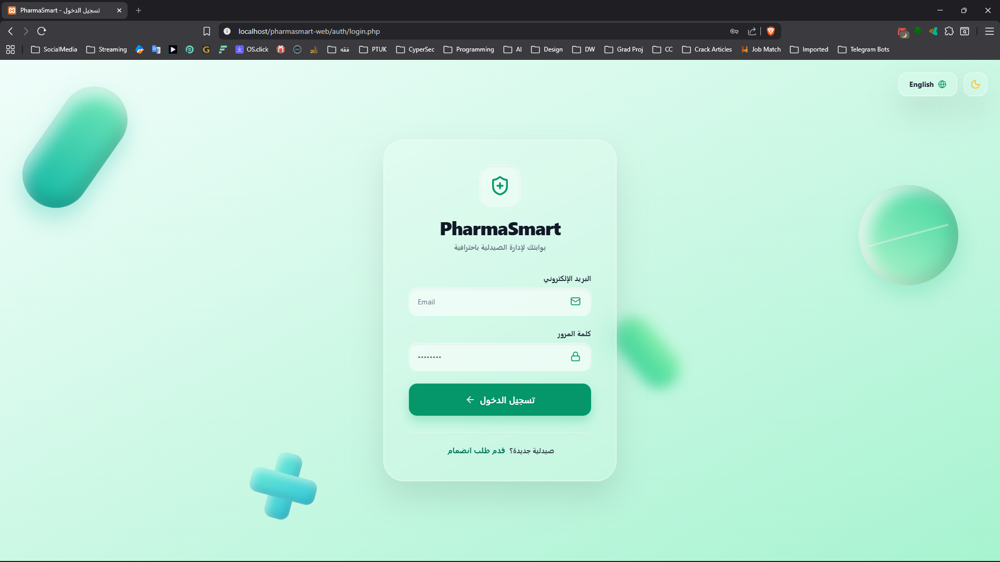 PharmaSmart - تسجيل الدخول
localhost/pharmasmart-web/auth/login.php
SocialMedia
Streaming
OS.click
فقه
PTUK
CyperSec
Programming
AI
Design
DW
Grad Proj
CC
Crack Articles
Job Match
Imported
Telegram Bots
English
PharmaSmart
بوابتك لإدارة الصيدلية باحترافية
البريد الإلكتروني
Email
كلمة المرور
••••••••
تسجيل الدخول ←
صيدلية جديدة؟ قدم طلب انضمام